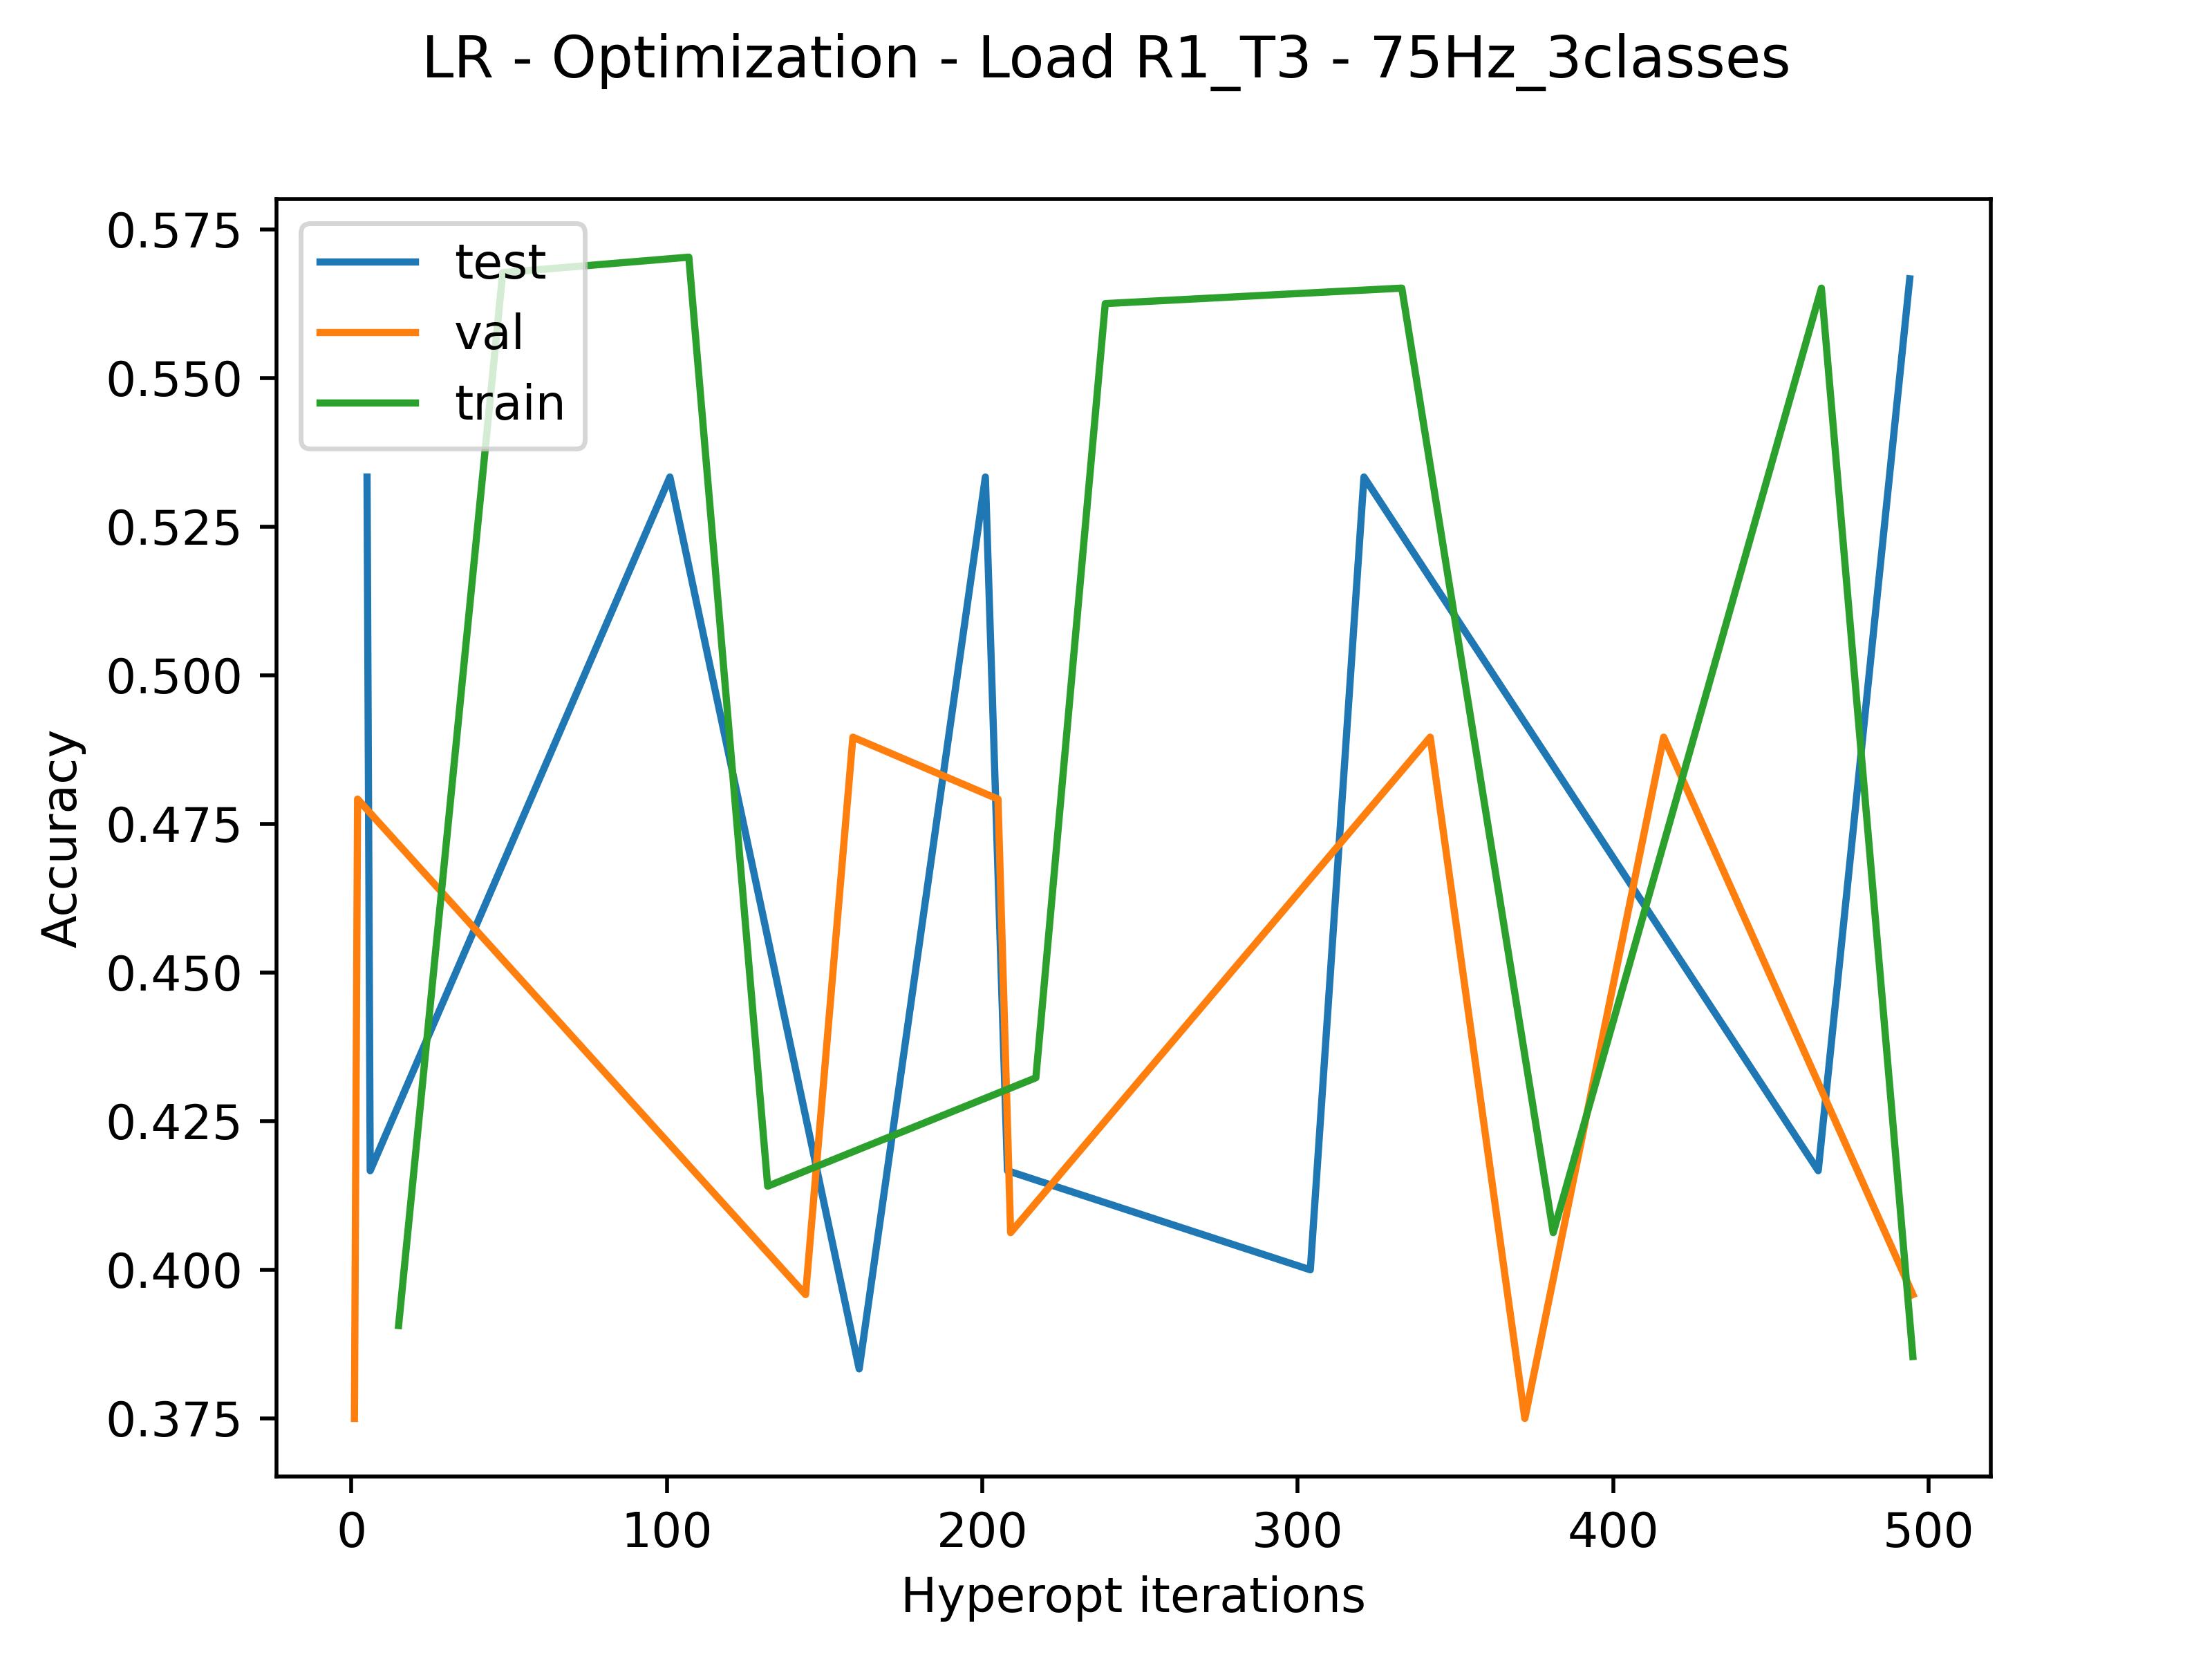 LR - Optimization - Load R1_T3 - 75Hz_3classes
test
val
train
Accuracy
0.575
0.550
0.525
0.500
0.475
0.450
0.425
0.400
0.375
0 100 200 300 400 500
Hyperopt iterations